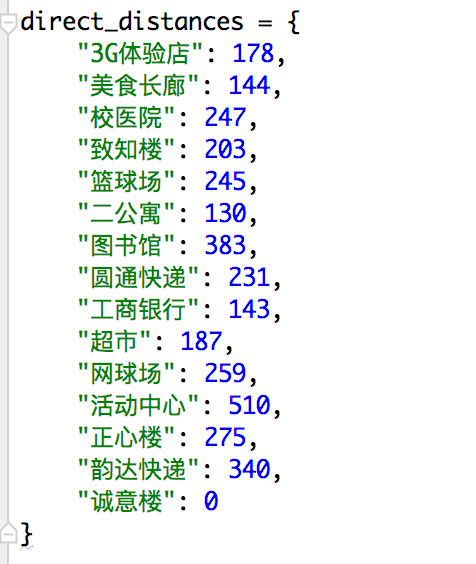 direct_distances = {
"3G体验店": 178,
"美食长廊": 144,
"校医院": 247,
"致知楼": 203,
"篮球场": 245,
"二公寓": 130,
"图书馆": 383,
"圆通快递": 231,
"工商银行": 143,
"超市": 187,
"网球场": 259,
"活动中心": 510,
"正心楼": 275,
"韵达快递": 340,
"诚意楼": 0
}